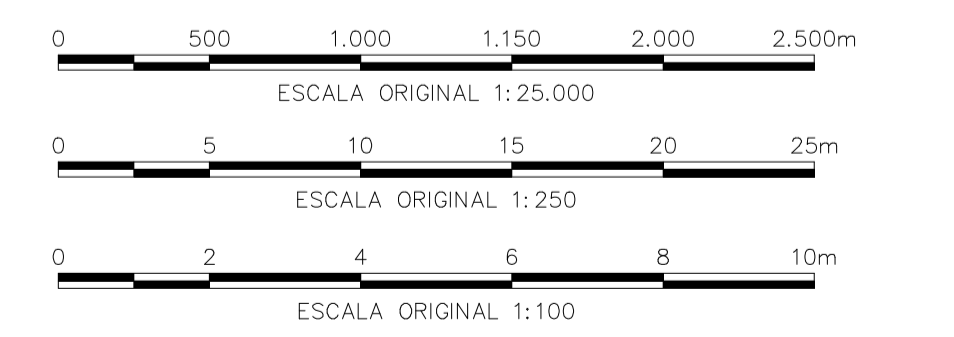 0 500 1.000 1.150 2.000 2.500m
ESCALA ORIGINAL 1:25.000
0 5 10 15 20 25m
ESCALA ORIGINAL 1:250
0 2 4 6 8 10m
ESCALA ORIGINAL 1:100